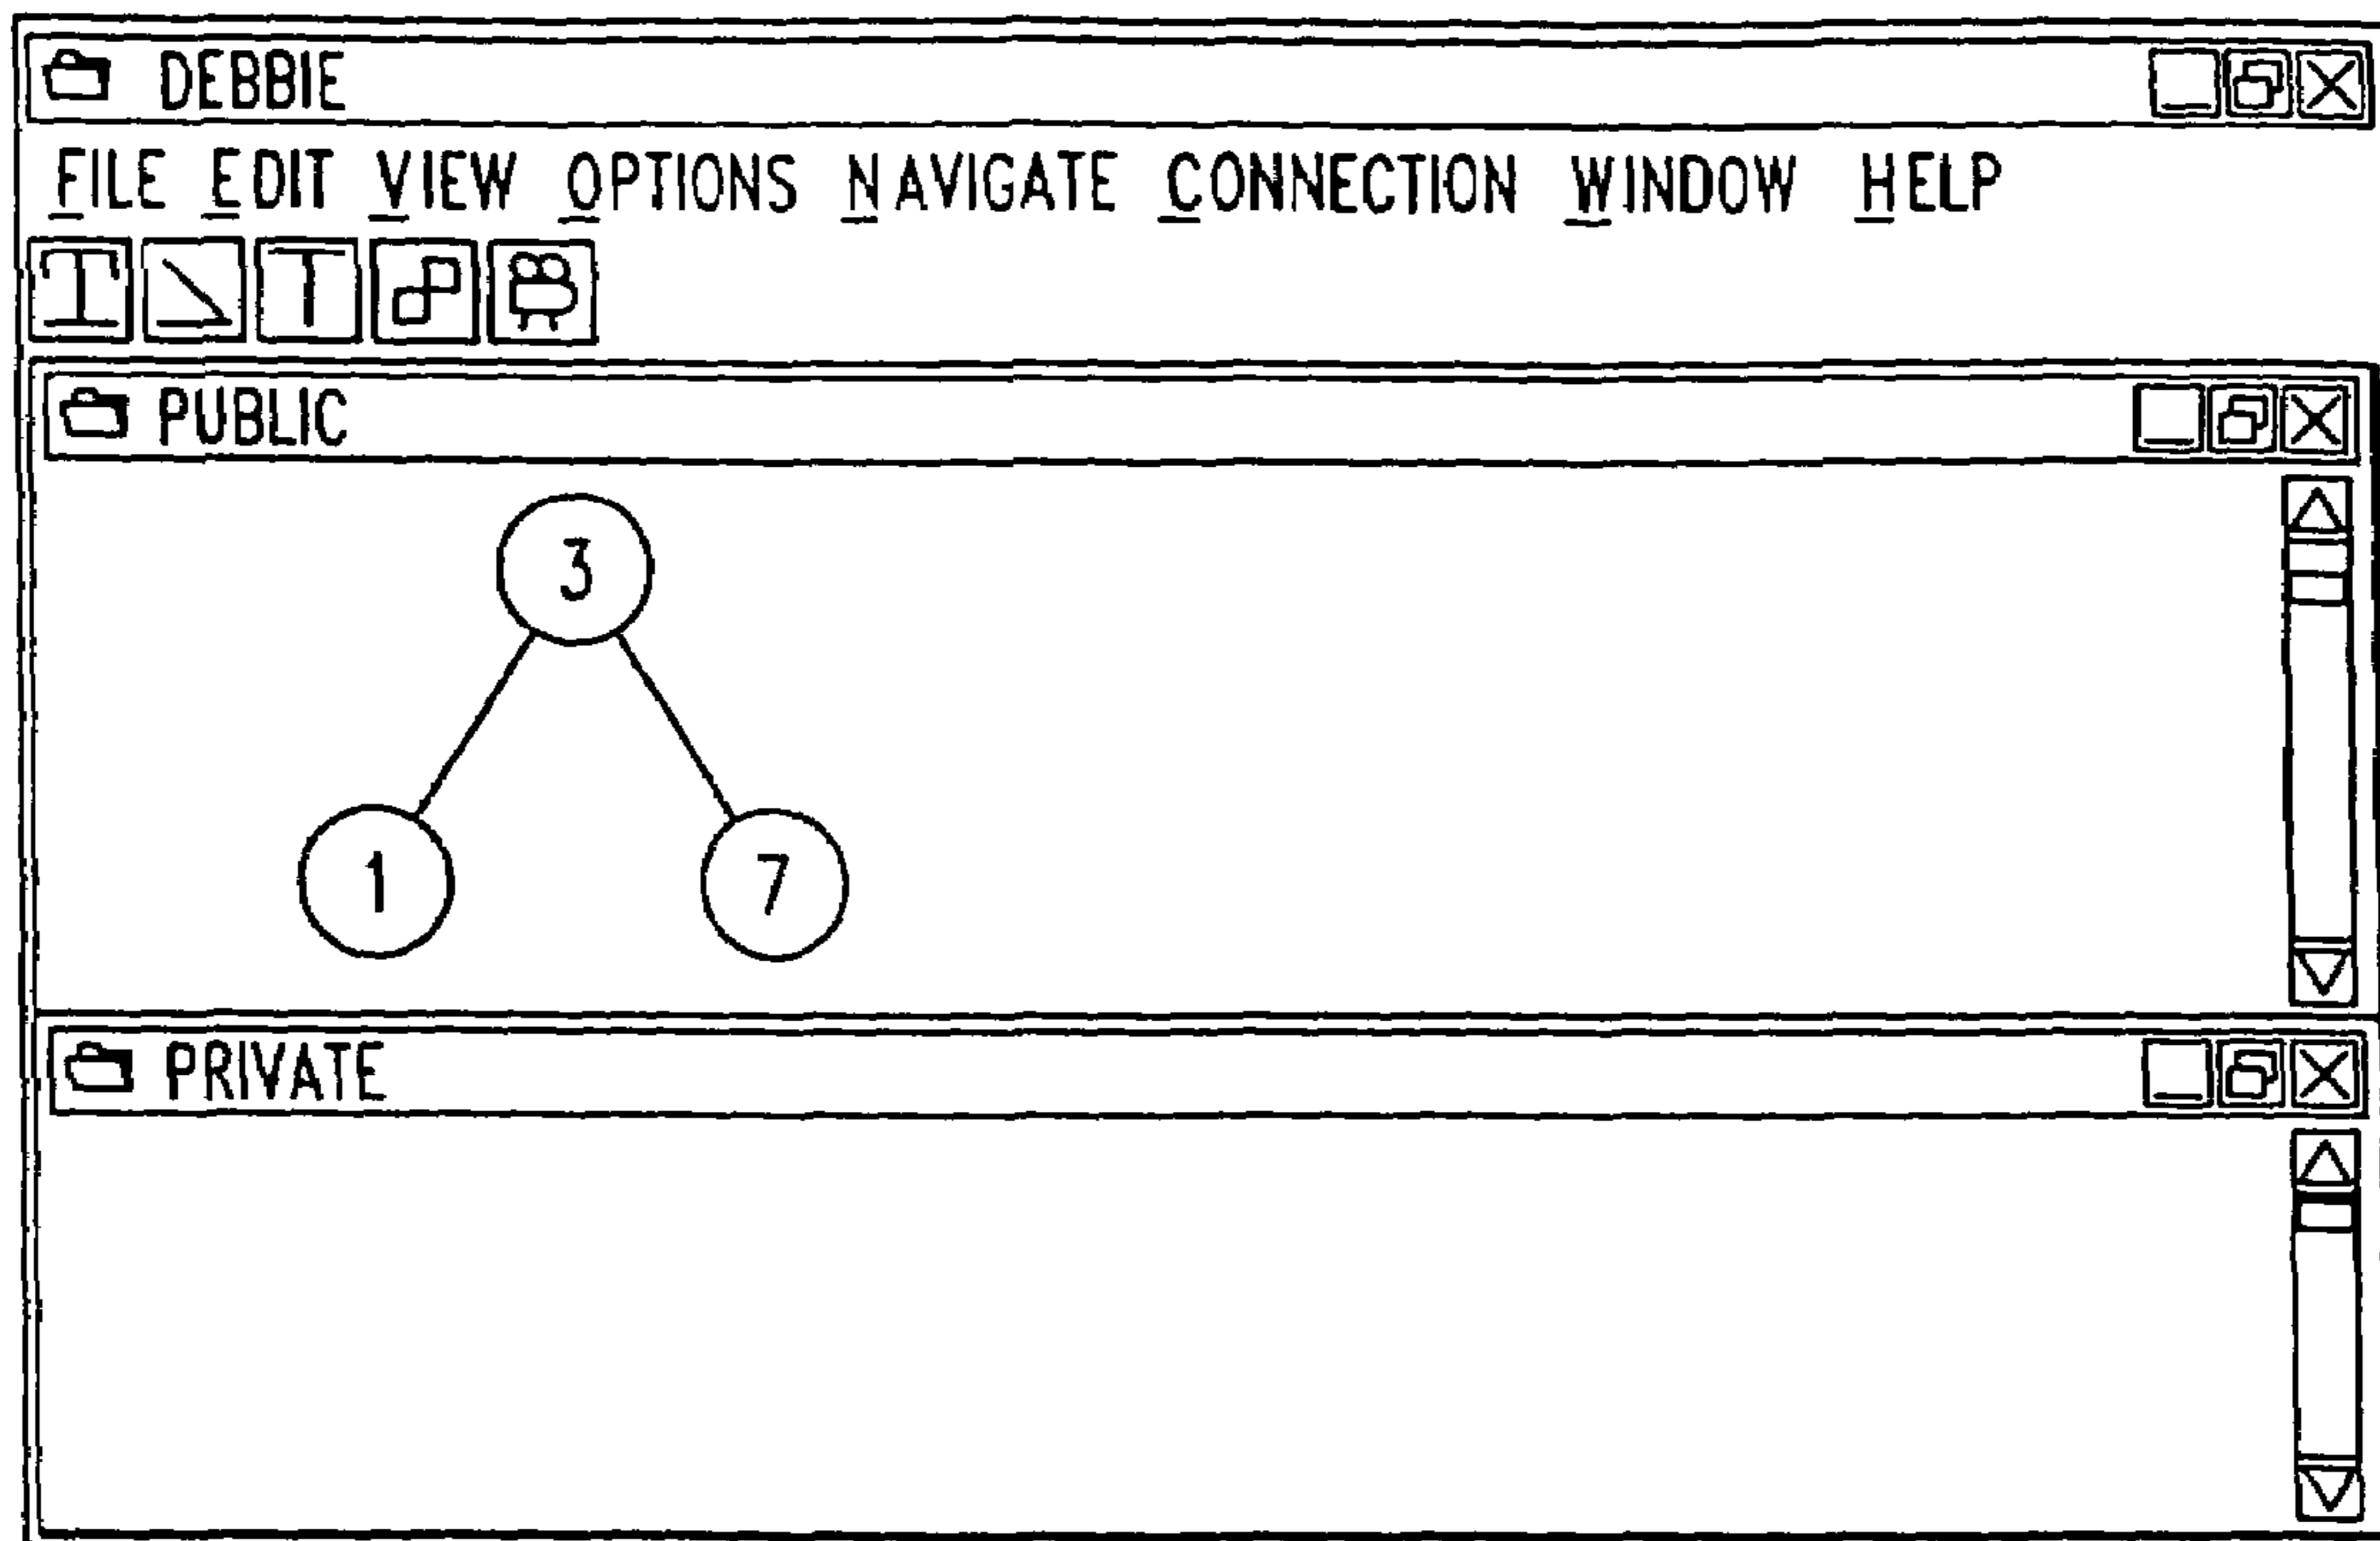 DEBBIE
FILE EDIT VIEW OPTIONS NAVIGATE CONNECTION WINDOW HELP
T
PUBLIC
3
1 7
PRIVATE